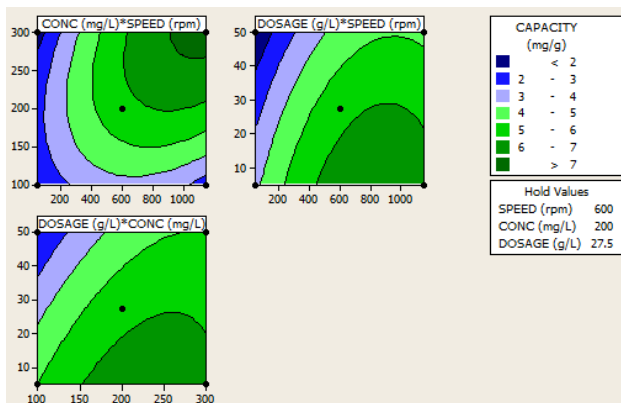 CONC (mg/L)*SPEED (rpm)
300
250
200
150
100
200 400 600 800 1000
DOSAGE (g/L)*SPEED (rpm)
50
40
30
20
10
200 400 600 800 1000
DOSAGE (g/L)*CONC (mg/L)
50
40
30
20
10
100 150 200 250 300
CAPACITY
(mg/g)
< 2
2 - 3
3 - 4
4 - 5
5 - 6
6 - 7
> 7
Hold Values
SPEED (rpm) 600
CONC (mg/L) 200
DOSAGE (g/L) 27.5